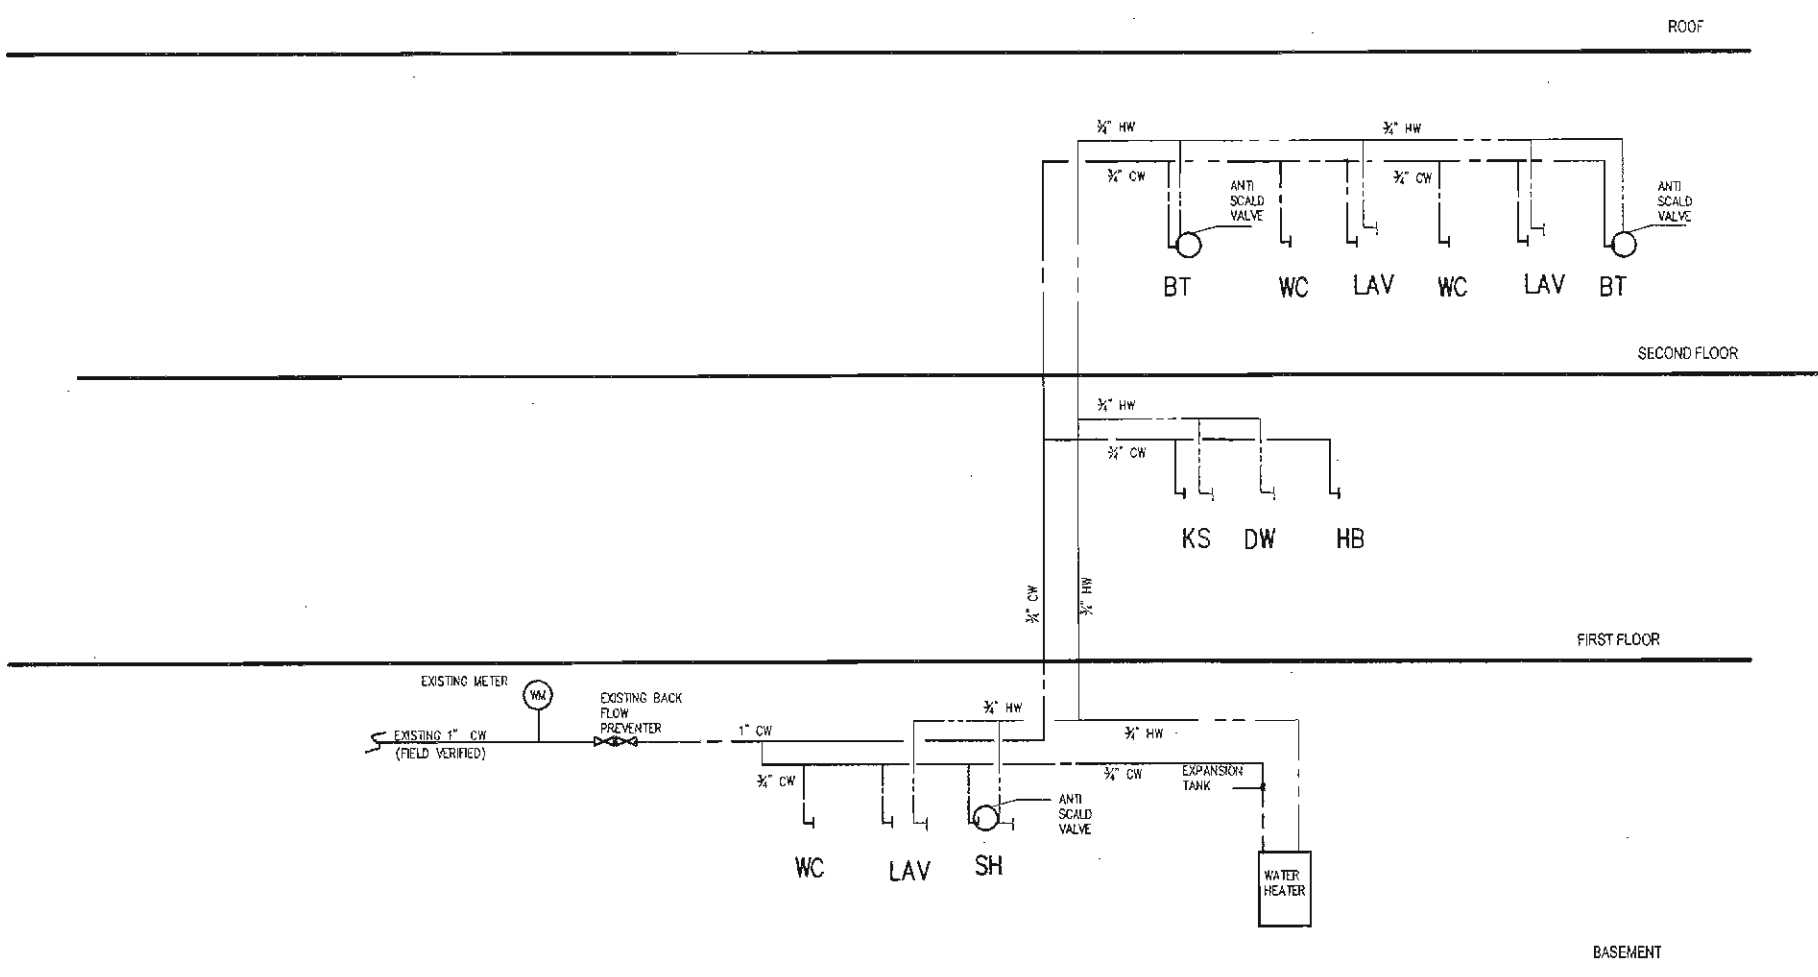 ROOF
¾" HW
¾" HW
¾" CW
¾" CW
ANTI
SCALD
VALVE
ANTI
SCALD
VALVE
BT
WC
LAV
WC
LAV
BT
SECOND FLOOR
¾" HW
¾" CW
KS
DW
HB
¾" CW
¾" HW
FIRST FLOOR
EXISTING METER
WM
EXISTING BACK
FLOW
PREVENTER
EXISTING 1" CW
(FIELD VERIFIED)
1" CW
¾" HW
¾" HW
¾" CW
¾" CW
EXPANSION
TANK
ANTI
SCALD
VALVE
WC
LAV
SH
WATER
HEATER
BASEMENT